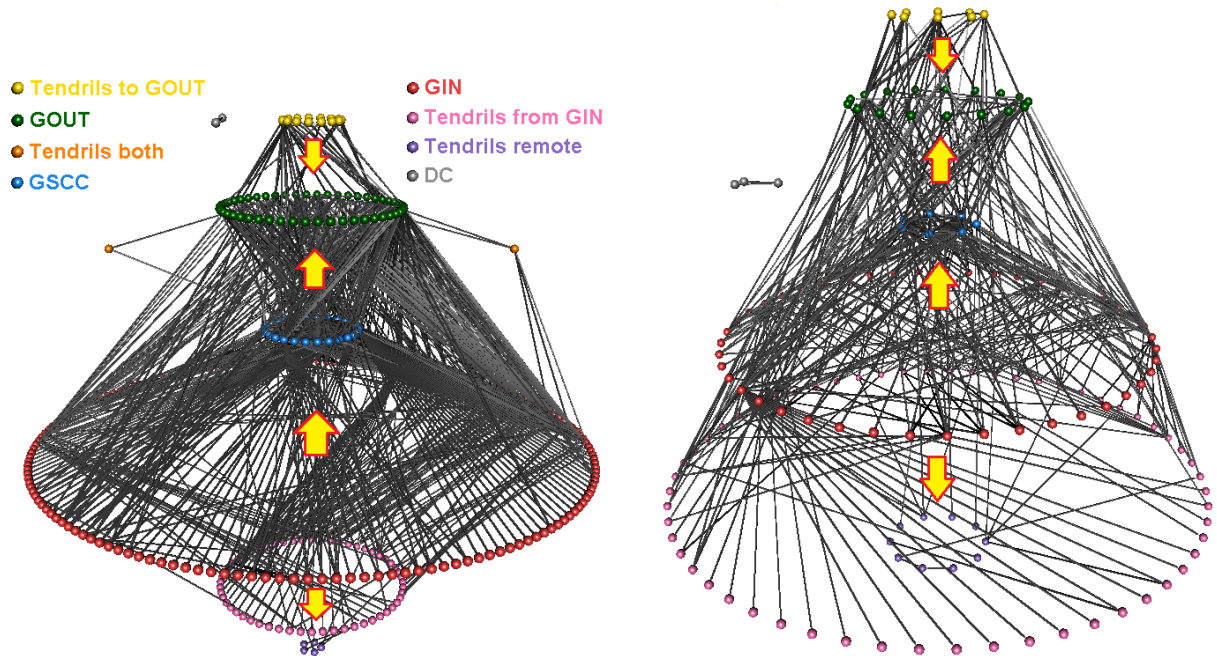 Tendrils to GOUT
GOUT
Tendrils both
GSCC
GIN
Tendrils from GIN
Tendrils remote
DC